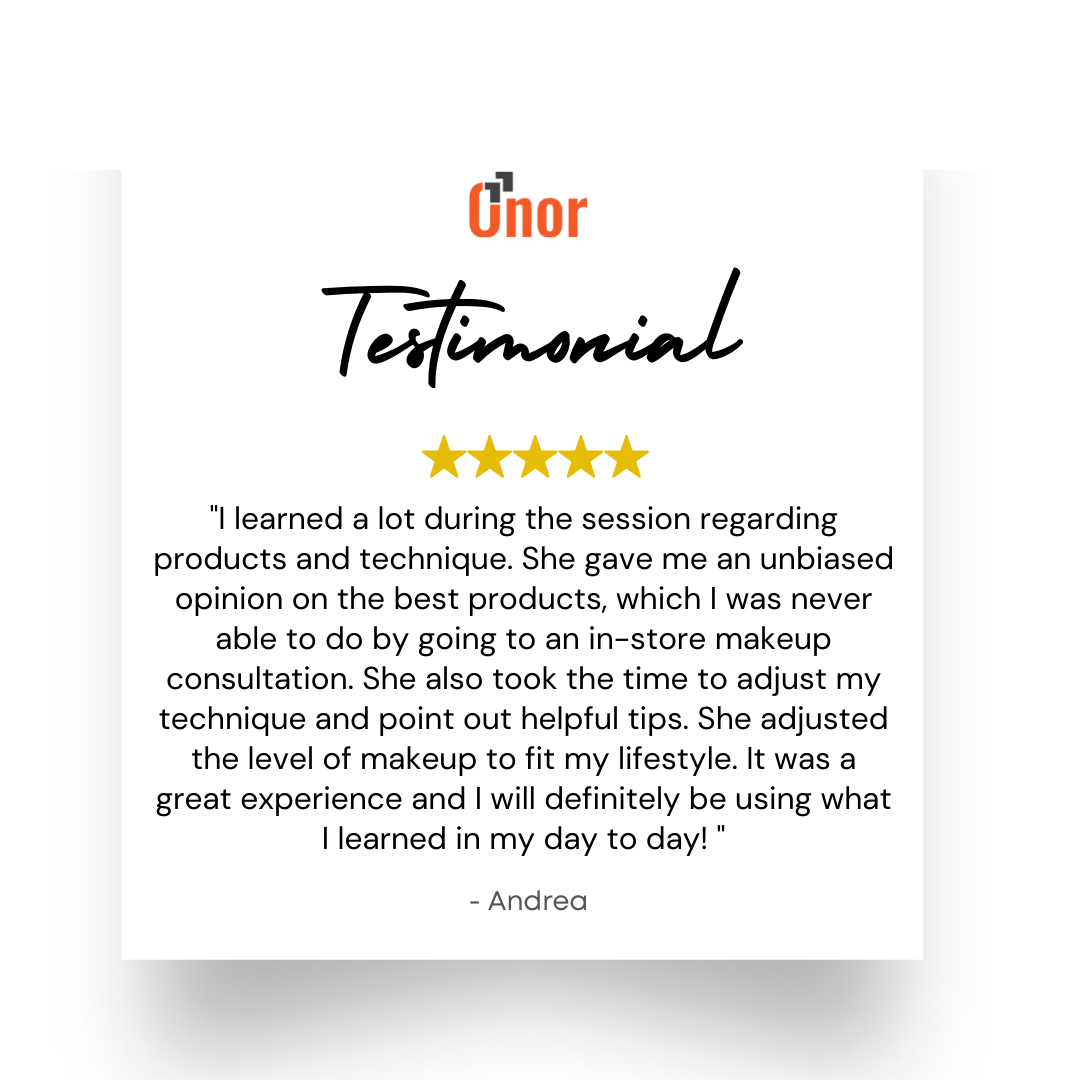 Onor
Testimonial
"I learned a lot during the session regarding
products and technique. She gave me an unbiased
opinion on the best products, which I was never
able to do by going to an in-store makeup
consultation. She also took the time to adjust my
technique and point out helpful tips. She adjusted
the level of makeup to fit my lifestyle. It was a
great experience and I will definitely be using what
I learned in my day to day! "
- Andrea